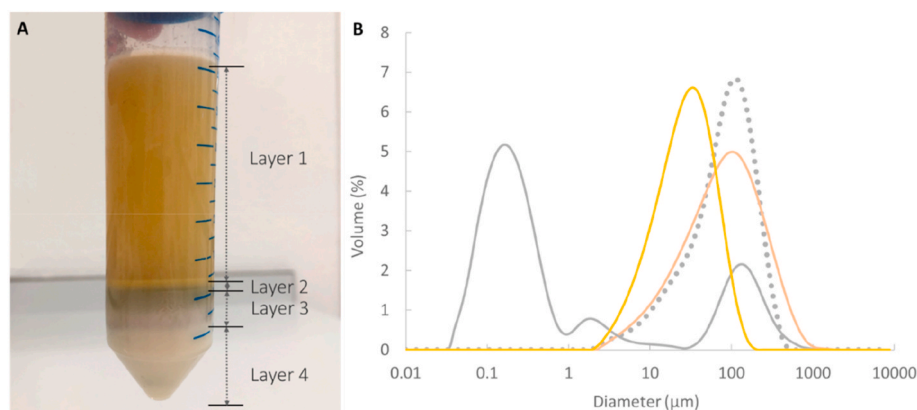 A
Layer 1
Layer 2
Layer 3
Layer 4
B
8
7
6
5
4
3
2
1
0
Volume (%)
0.01
0.1
1
10
100
1000
10000
Diameter (μm)